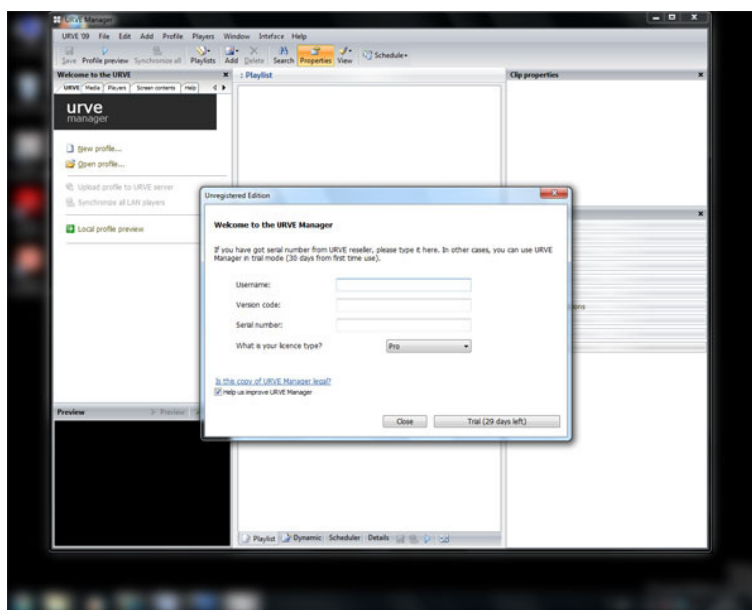 URVE Manager
URVE '09 File Edit Add Profile Players Window Inteface Help
Save Profile preview Synchronize all Playlists Add Delete Search Properties View Schedule
Welcome to the URVE
: Playlist
Clip properties
URVE Media Players Screen contents Help
urve
manager
New profile...
Open profile...
Upload profile to URVE server
Synchronize all LAN players
Local profile preview
Unregistered Edition
Welcome to the URVE Manager
If you have got serial number from URVE reseller, please type it here. In other cases, you can use URVE
Manager in trial mode (30 days from first time use).
Username:
Version code:
Serial number:
What is your licence type? Pro
Is this copy of URVE Manager legal?
Help us improve URVE Manager
Close Trial (29 days left)
Preview Preview
Playlist Dynamic Scheduler Details